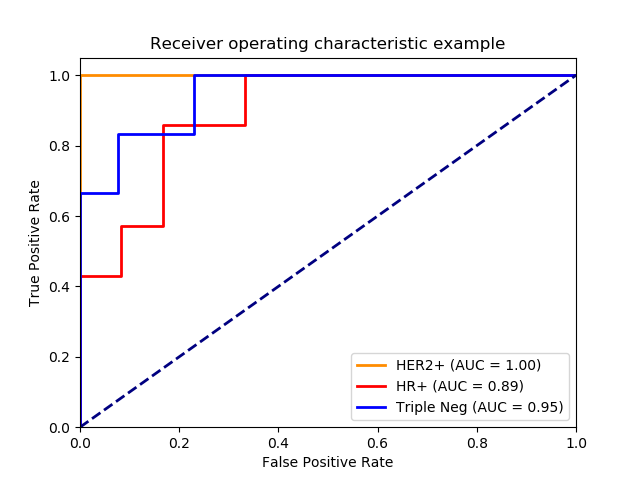 Receiver operating characteristic example
1.0
0.8
0.6
0.4
0.2
0.0
True Positive Rate
HER2+ (AUC = 1.00)
HR+ (AUC = 0.89)
Triple Neg (AUC = 0.95)
0.0 0.2 0.4 0.6 0.8 1.0
False Positive Rate